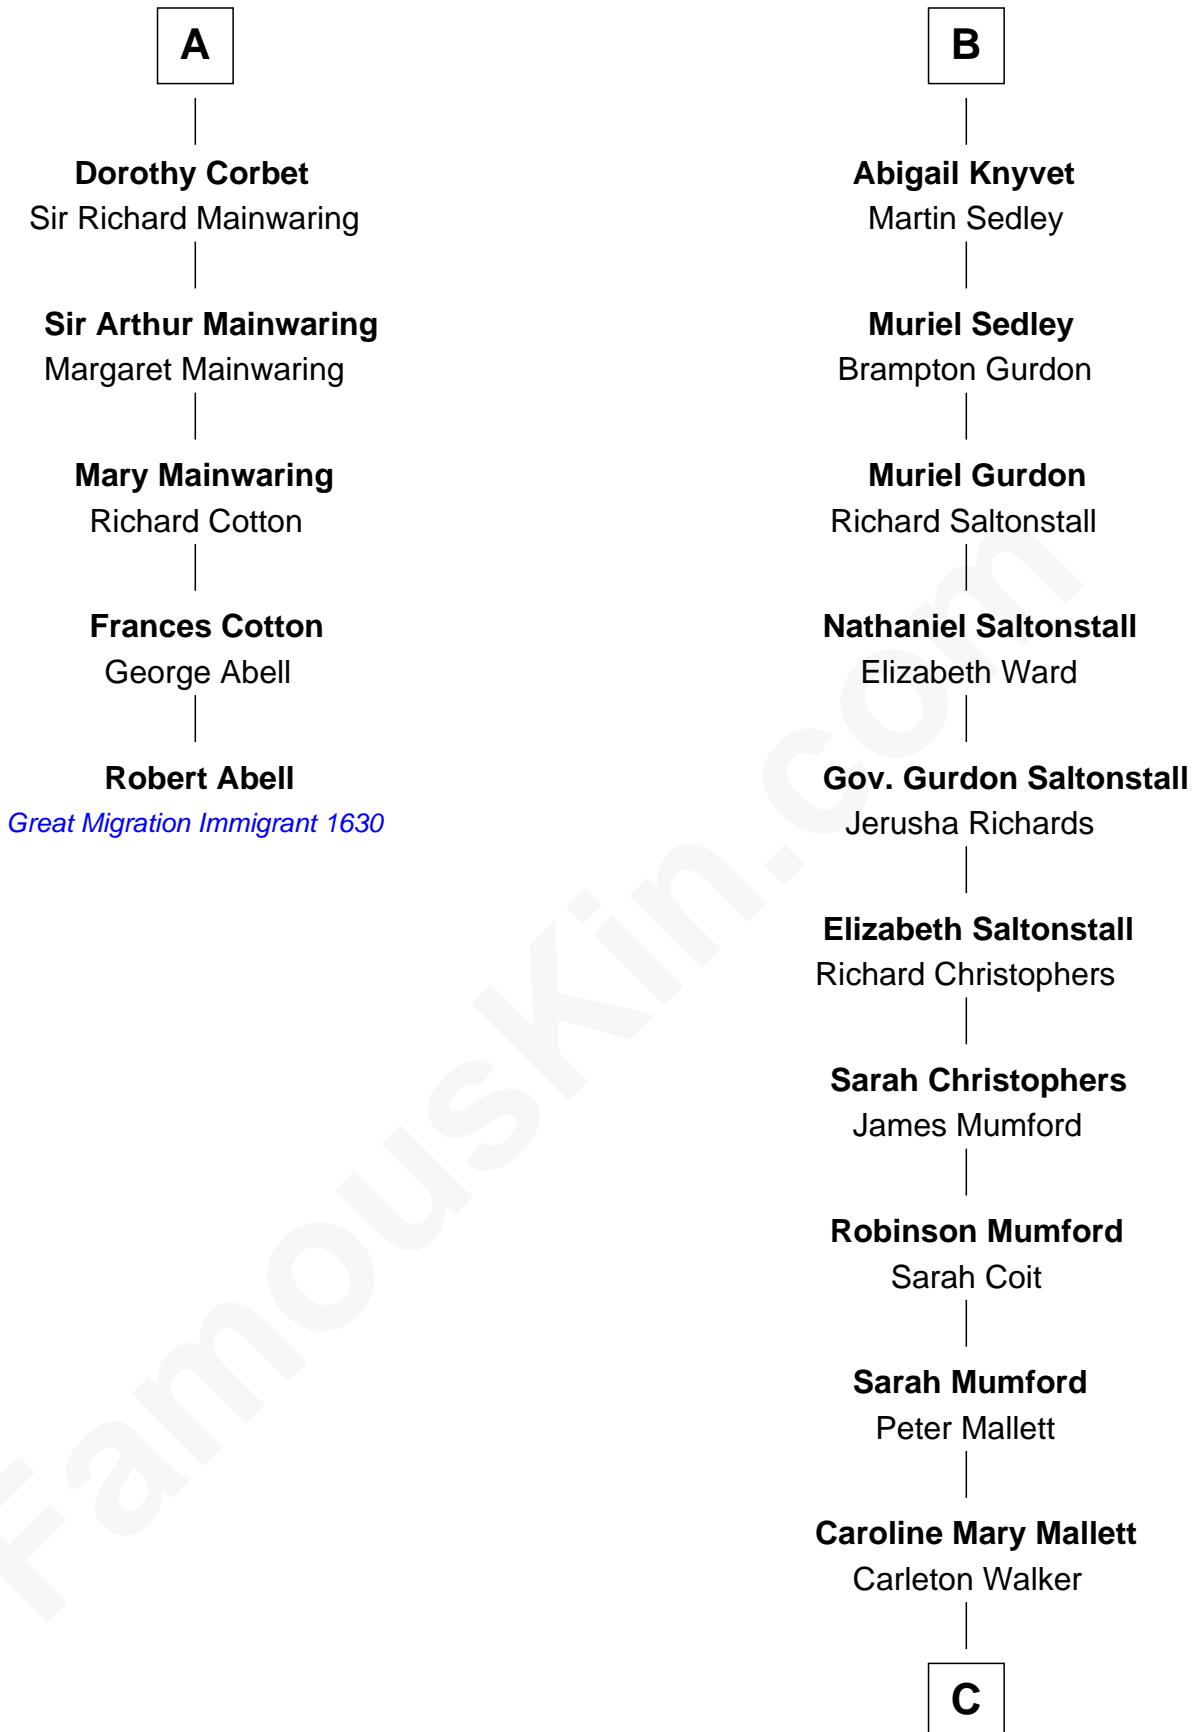 A
Dorothy Corbet
Sir Richard Mainwaring
Sir Arthur Mainwaring
Margaret Mainwaring
Mary Mainwaring
Richard Cotton
Frances Cotton
George Abell
Robert Abell
Great Migration Immigrant 1630
B
Abigail Knyvet
Martin Sedley
Muriel Sedley
Brampton Gurdon
Muriel Gurdon
Richard Saltonstall
Nathaniel Saltonstall
Elizabeth Ward
Gov. Gurdon Saltonstall
Jerusha Richards
Elizabeth Saltonstall
Richard Christophers
Sarah Christophers
James Mumford
Robinson Mumford
Sarah Coit
Sarah Mumford
Peter Mallett
Caroline Mary Mallett
Carleton Walker
C
FamousKin.com